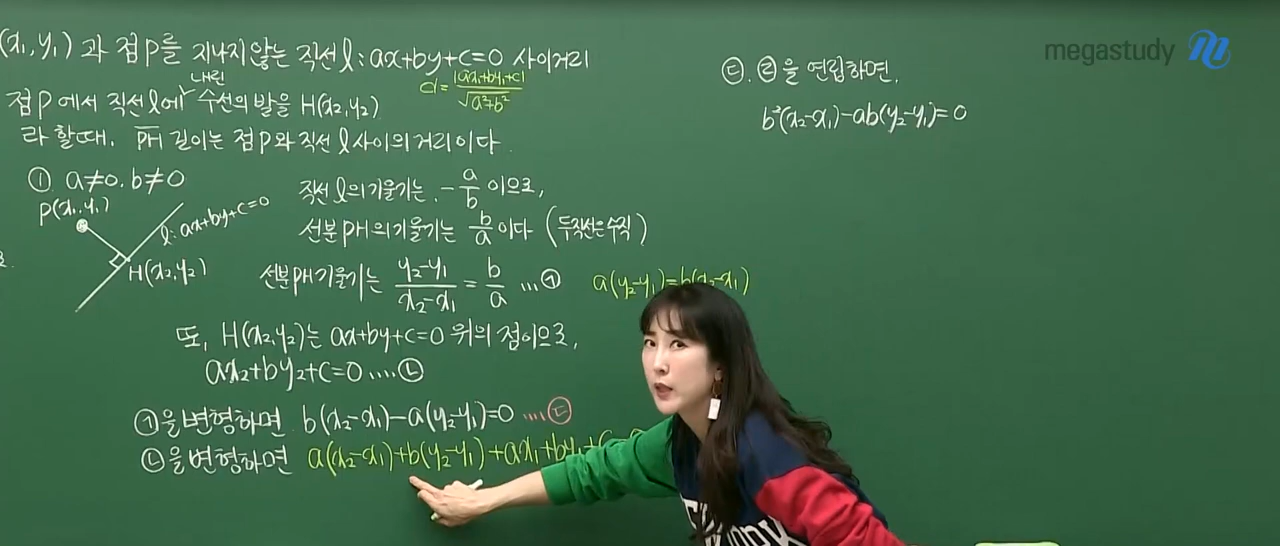 (x₁, y₁) 과 점P를 지나지 않는 직선 l : ax+by+c=0 사이거리
d = |ax₁+by₁+c| / √(a²+b²)
점P에서 직선 l에 내린 수선의 발을 H(x₂, y₂)
라 할때. P̅H̅ 길이는 점P와 직선 l 사이의 거리이다.
① a≠0. b≠0
P(x₁, y₁)
l : ax+by+c=0
H(x₂, y₂)
직선 l의 기울기는 -a/b 이으로,
선분PH의 기울기는 b/a 이다 (두직선은 수직)
선분PH기울기는 (y₂-y₁)/(x₂-x₁) = b/a ...㉠
a(y₂-y₁)=b(x₂-x₁)
또, H(x₂, y₂)는 ax+by+c=0 위의 점이으로,
ax₂+by₂+c=0 ....㉡
㉠을 변형하면 b(x₂-x₁)-a(y₂-y₁)=0 ....㉢
㉡을 변형하면 a(x₂-x₁)+b(y₂-y₁)+ax₁+by₁+c
megastudy
㉢. ㉣을 연립하면.
b²(x₂-x₁)-ab(y₂-y₁)=0